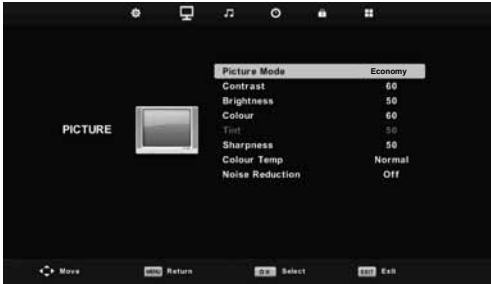 Picture Mode Economy
Contrast 60
Brightness 50
Colour 60
PICTURE
Tint 50
Sharpness 50
Colour Temp Normal
Noise Reduction Off
Move MENU Return OK Select EXIT Exit